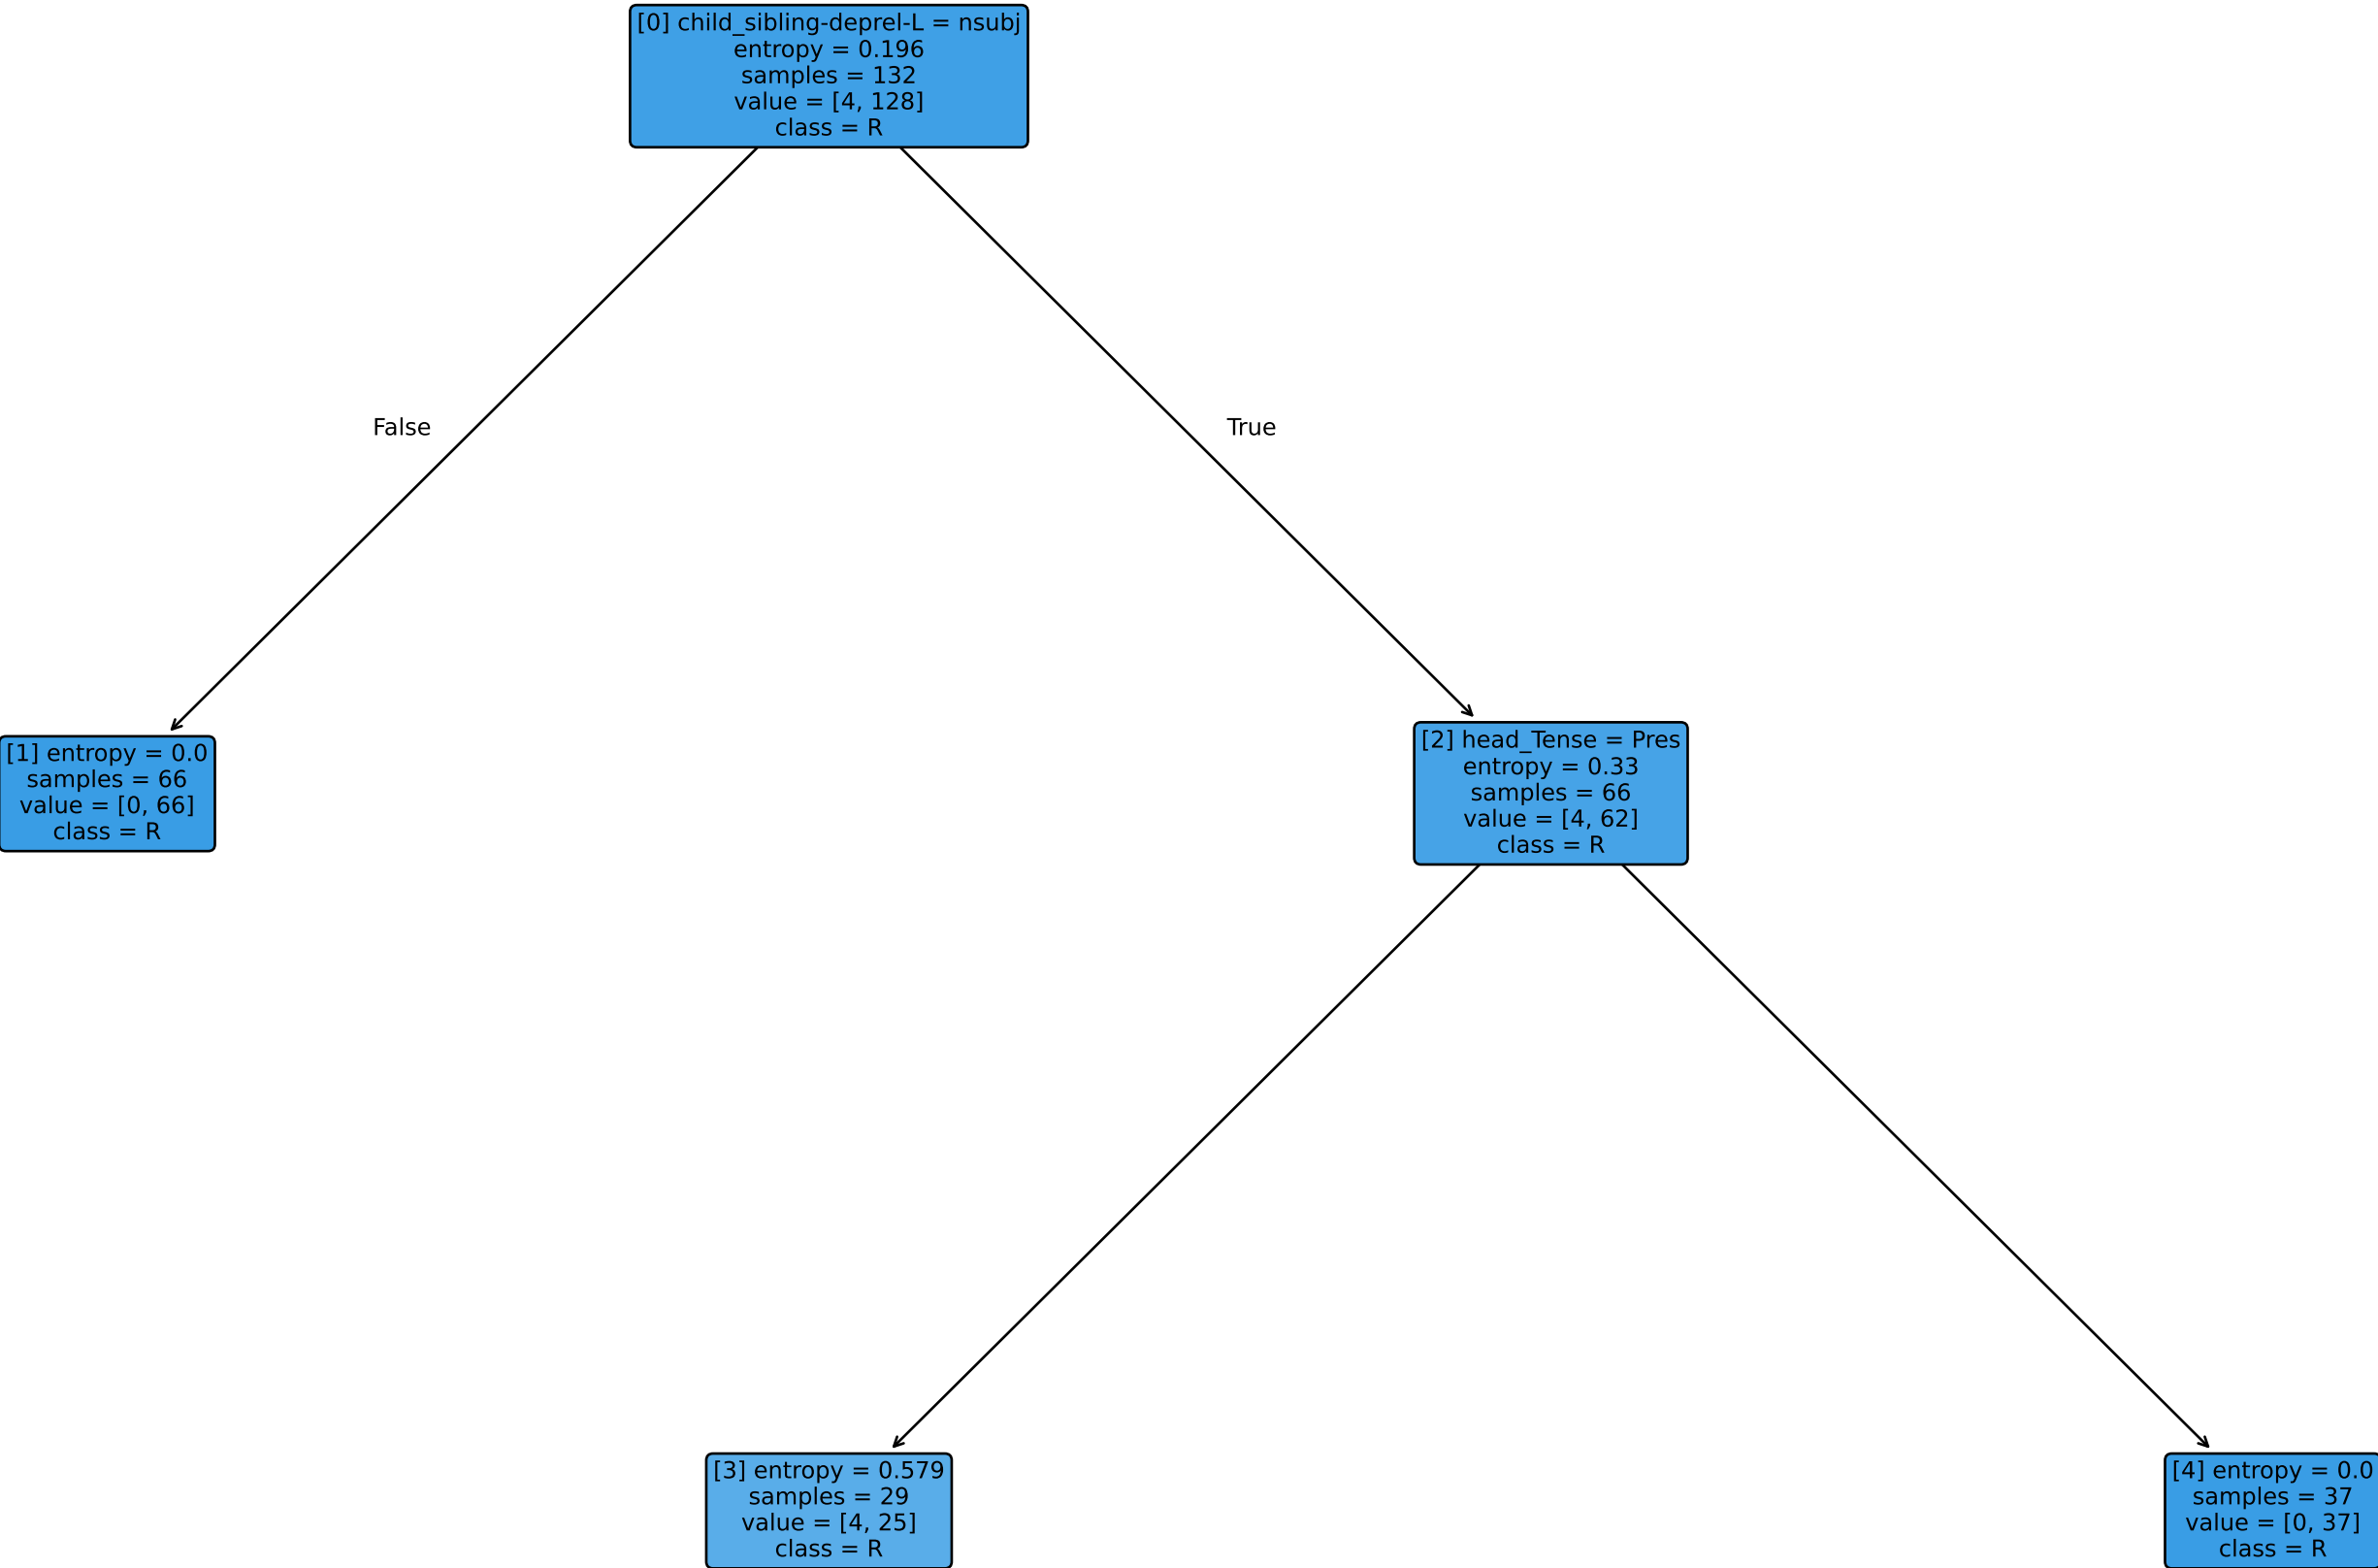 [0] child_sibling-deprel-L = nsubj
entropy = 0.196
samples = 132
value = [4, 128]
class = R
False
True
[1] entropy = 0.0
samples = 66
value = [0, 66]
class = R
[2] head_Tense = Pres
entropy = 0.33
samples = 66
value = [4, 62]
class = R
[3] entropy = 0.579
samples = 29
value = [4, 25]
class = R
[4] entropy = 0.0
samples = 37
value = [0, 37]
class = R